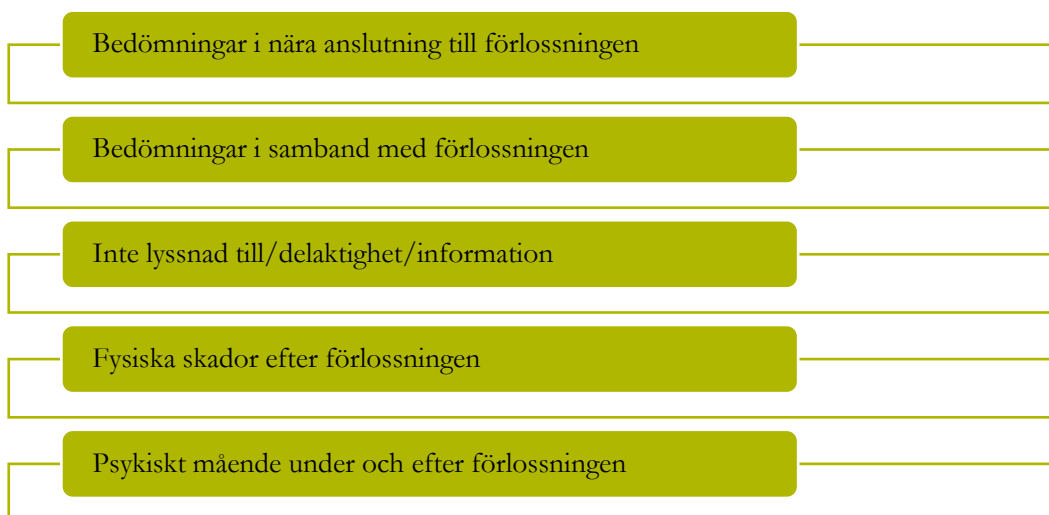 Bedömningar i nära anslutning till förlossningen
Bedömningar i samband med förlossningen
Inte lyssnad till/delaktighet/information
Fysiska skador efter förlossningen
Psykiskt mående under och efter förlossningen